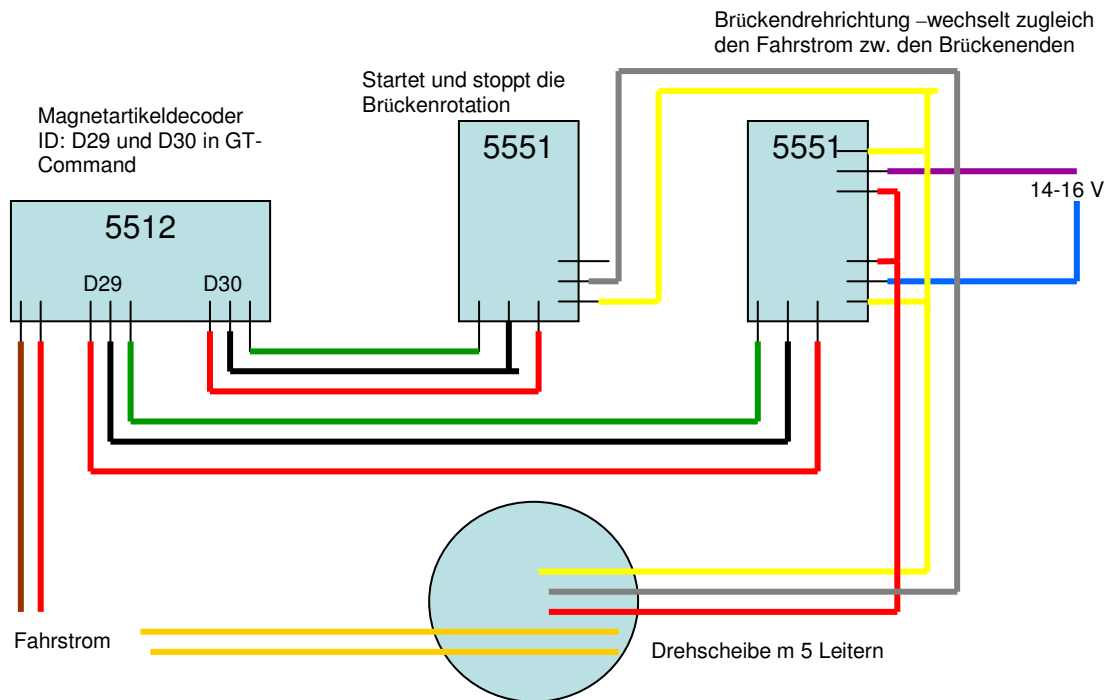 Brückendrehrichtung –wechselt zugleich
den Fahrstrom zw. den Brückenenden
Startet und stoppt die
Brückenrotation
Magnetartikeldecoder
ID: D29 und D30 in GT-
Command
5551
5551
14-16 V
5512
D29
D30
Fahrstrom
Drehscheibe m 5 Leitern